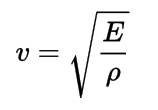 v = √(E/ρ)